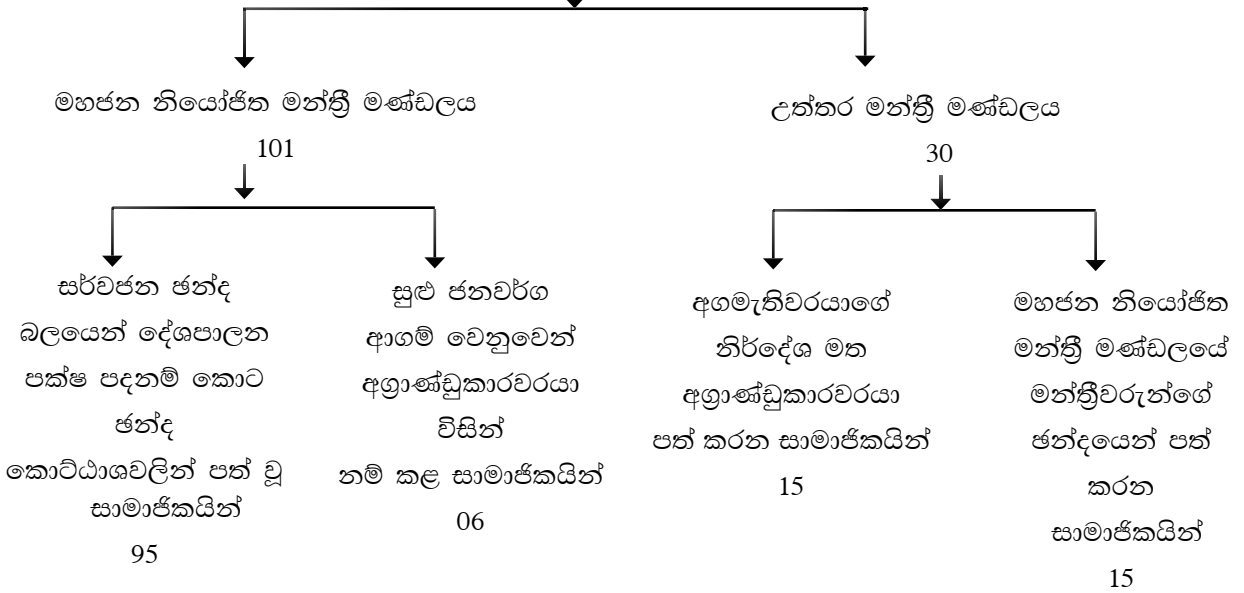 මහජන නියෝජිත මන්ත්‍රී මණ්ඩලය
101
උත්තර මන්ත්‍රී මණ්ඩලය
30
සර්වජන ඡන්ද
බලයෙන් දේශපාලන
පක්ෂ පදනම් කොට
ඡන්ද
කොට්ඨාශවලින් පත් වූ
සාමාජිකයින්
95
සුළු ජනවර්ග
ආගම් වෙනුවෙන්
අග්‍රාණ්ඩුකාරවරයා
විසින්
නම් කළ සාමාජිකයින්
06
අගමැතිවරයාගේ
නිර්දේශ මත
අග්‍රාණ්ඩුකාරවරයා
පත් කරන සාමාජිකයින්
15
මහජන නියෝජිත
මන්ත්‍රී මණ්ඩලයේ
මන්ත්‍රීවරුන්ගේ
ඡන්දයෙන් පත්
කරන
සාමාජිකයින්
15